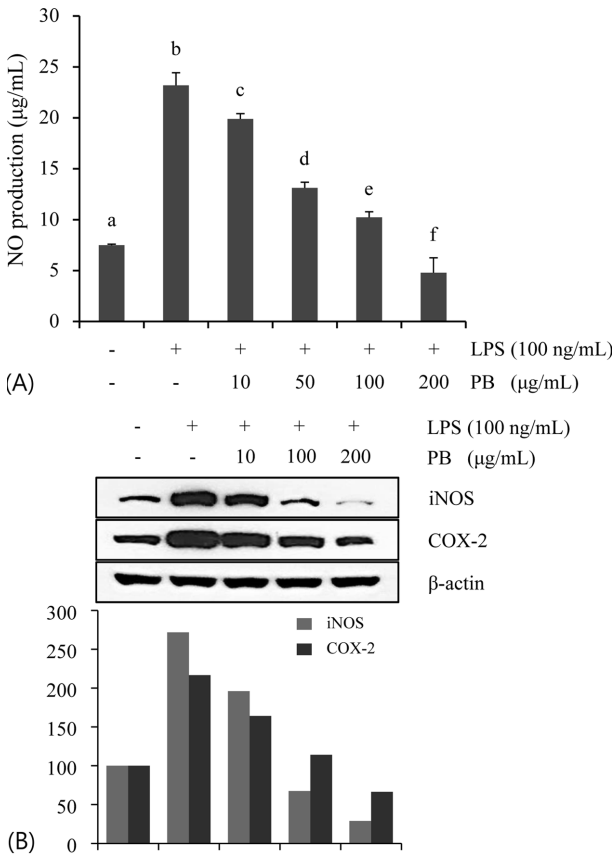 30
25
20
15
10
5
0
NO production (μg/mL)
a
b
c
d
e
f
- + + + + + LPS (100 ng/mL)
(A) - - 10 50 100 200 PB (μg/mL)
- + + + + LPS (100 ng/mL)
- - 10 100 200 PB (μg/mL)
iNOS
COX-2
β-actin
300
250
200
150
100
50
0
iNOS
COX-2
(B)